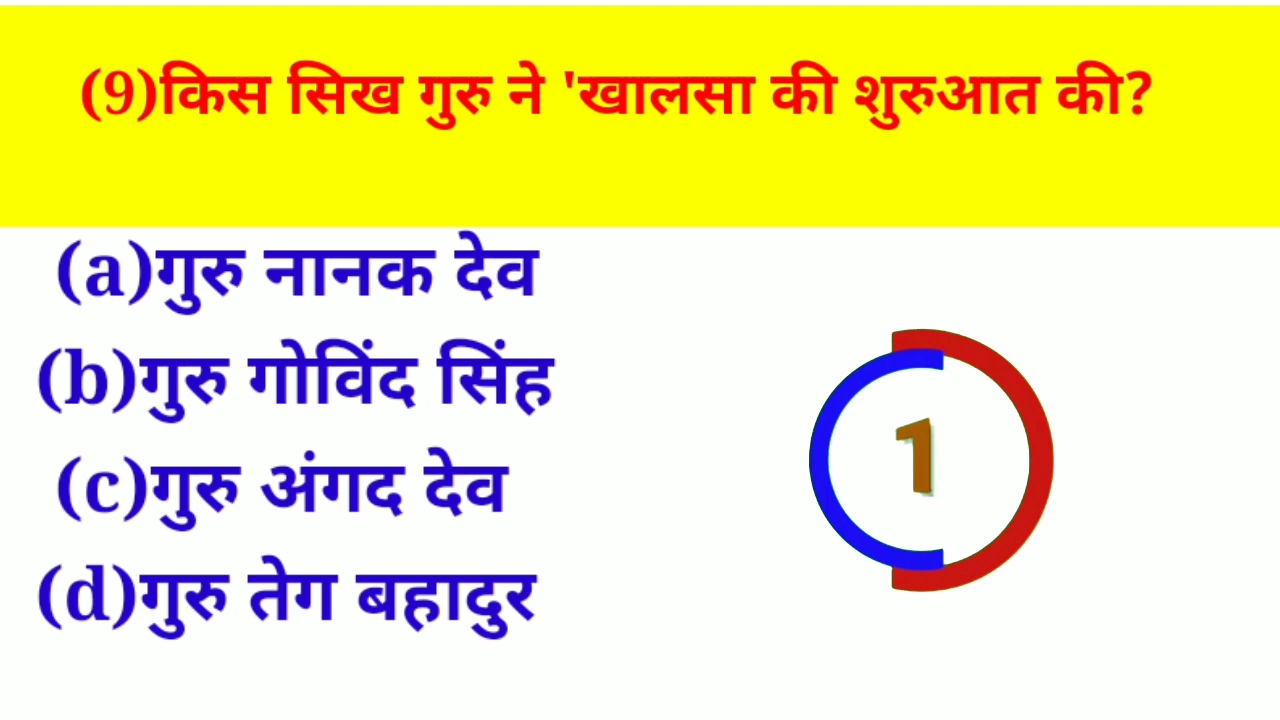 (9)किस सिख गुरु ने 'खालसा की शुरुआत की?
(a)गुरु नानक देव
(b)गुरु गोविंद सिंह
(c)गुरु अंगद देव
(d)गुरु तेग बहादुर
1